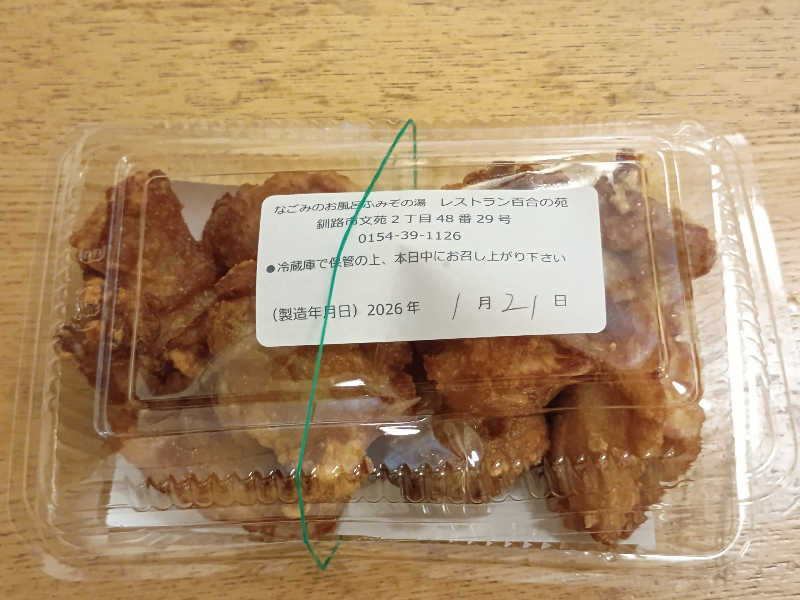 なごみのお風呂ふみぞの湯 レストラン百合の苑
釧路市文苑2丁目48番29号
0154-39-1126
●冷蔵庫で保管の上、本日中にお召し上がり下さい
（製造年月日）2026年 1月21日